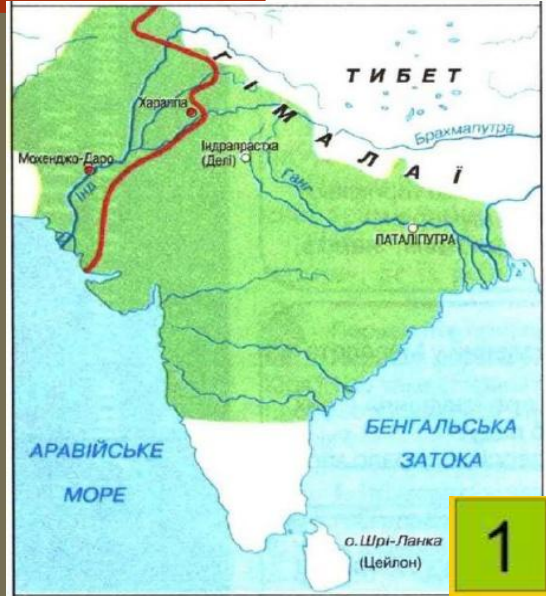 ГІМАЛАЇ
ТИБЕТ
Хараппа
Брахмапутра
Мохенджо-Даро
Індрапрастха
(Делі)
Інд
Ганг
ПАТАЛІПУТРА
АРАВІЙСЬКЕ
МОРЕ
БЕНГАЛЬСЬКА
ЗАТОКА
о.Шрі-Ланка
(Цейлон)
1